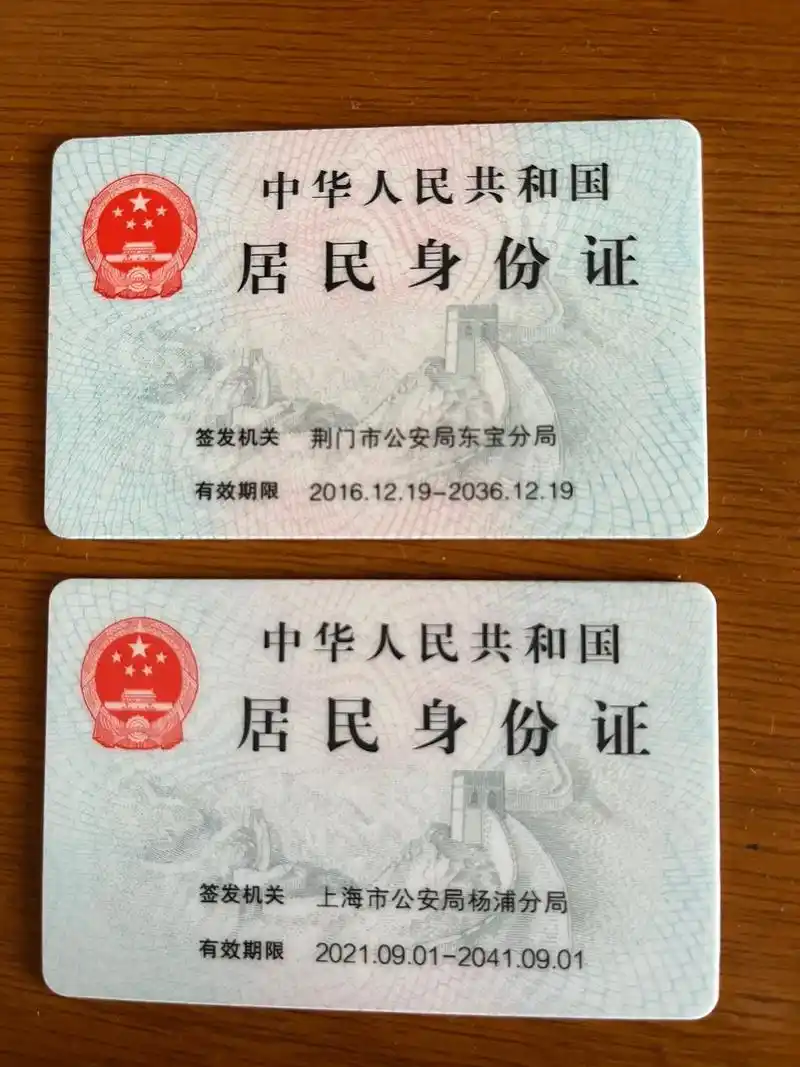 中华人民共和国
居民身份证
签发机关 荆门市公安局东宝分局
有效期限 2016.12.19-2036.12.19
中华人民共和国
居民身份证
签发机关 上海市公安局杨浦分局
有效期限 2021.09.01-2041.09.01